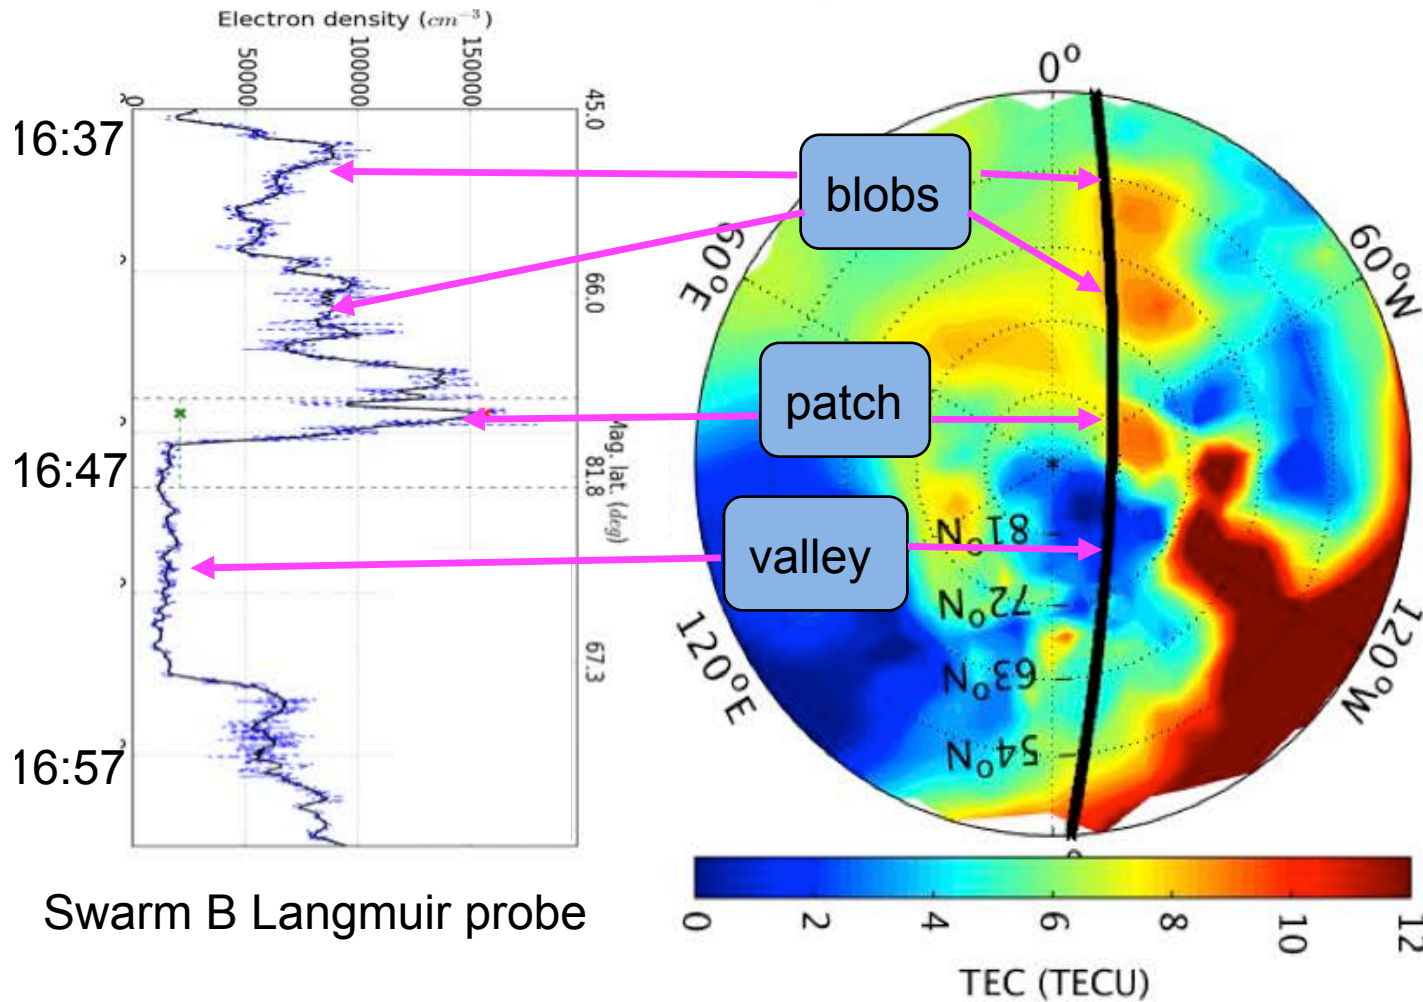 Electron density (cm⁻³)
0
50000
100000
150000
16:37
16:47
16:57
45.0
66.0
Mag. lat. (deg)
81.8
67.3
Swarm B Langmuir probe
blobs
patch
valley
0°
60°E
60°W
120°E
120°W
81°N
72°N
63°N
54°N
0
2
4
6
8
10
12
TEC (TECU)